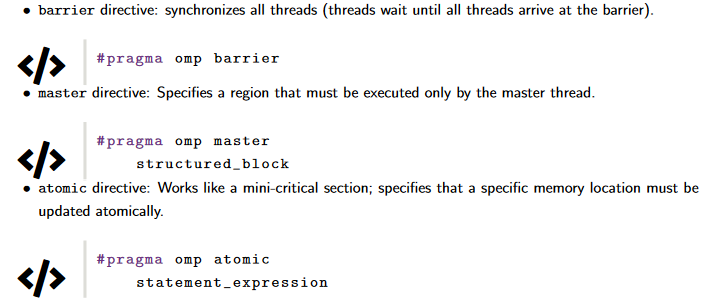 • barrier directive: synchronizes all threads (threads wait until all threads arrive at the barrier).
#pragma omp barrier
• master directive: Specifies a region that must be executed only by the master thread.
#pragma omp master
structured_block
• atomic directive: Works like a mini-critical section; specifies that a specific memory location must be
updated atomically.
#pragma omp atomic
statement_expression